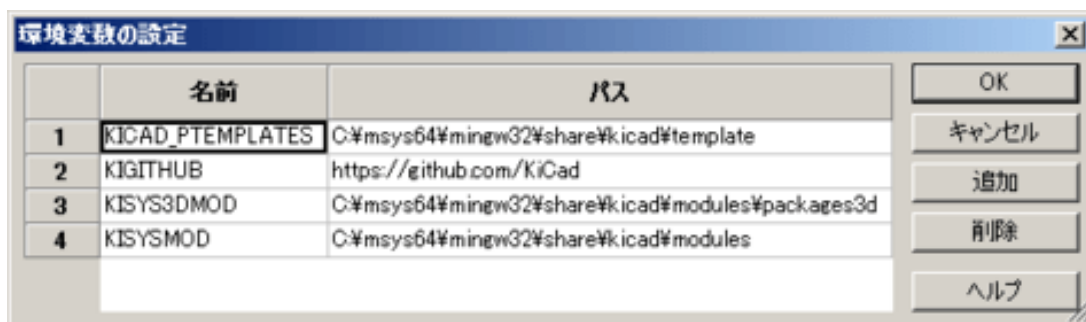 環境変数の設定
名前 パス
1 KICAD_PTEMPLATES C:¥msys64¥mingw32¥share¥kicad¥template
2 KIGITHUB https://github.com/KiCad
3 KISYS3DMOD C:¥msys64¥mingw32¥share¥kicad¥modules¥packages3d
4 KISYSMOD C:¥msys64¥mingw32¥share¥kicad¥modules
OK
キャンセル
追加
削除
ヘルプ